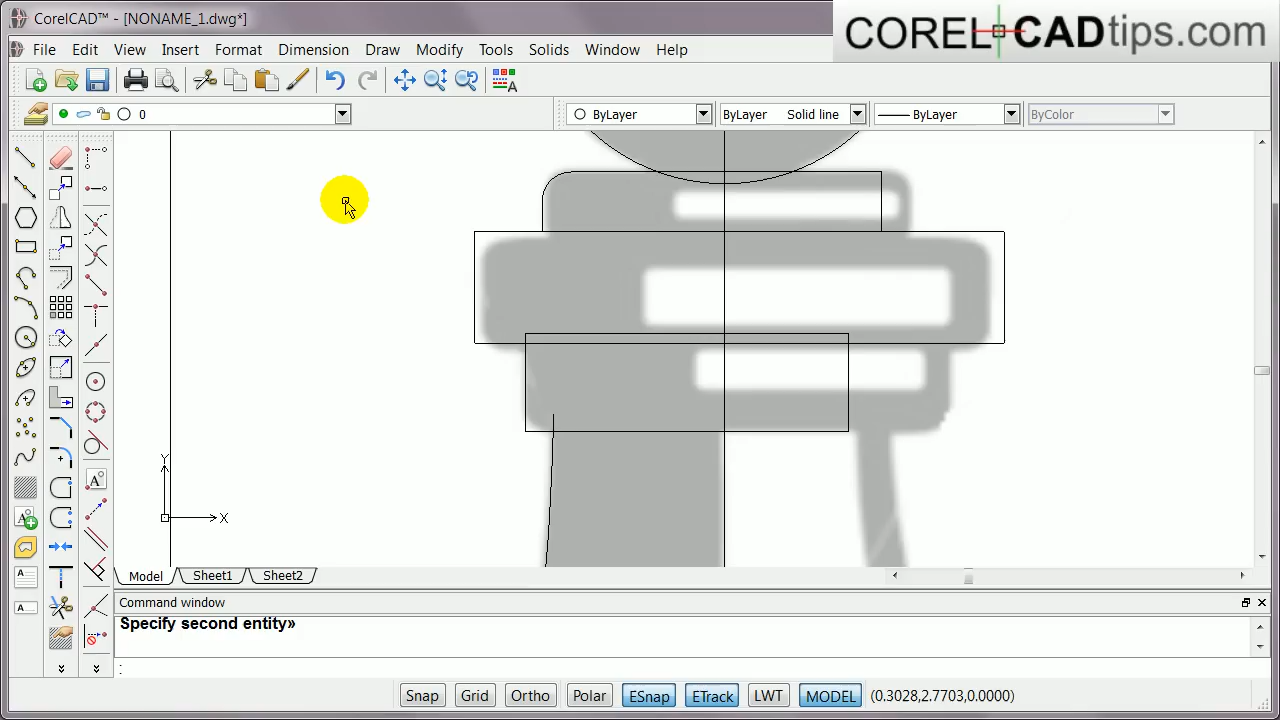 CorelCAD™ - [NONAME_1.dwg*]
COREL CADtips.com
File Edit View Insert Format Dimension Draw Modify Tools Solids Window Help
0 ByLayer ByLayer Solid line ByLayer ByColor
Y
X
Model Sheet1 Sheet2
Command window
Specify second entity»
:
Snap Grid Ortho Polar ESnap ETrack LWT MODEL (0.3028,2.7703,0.0000)